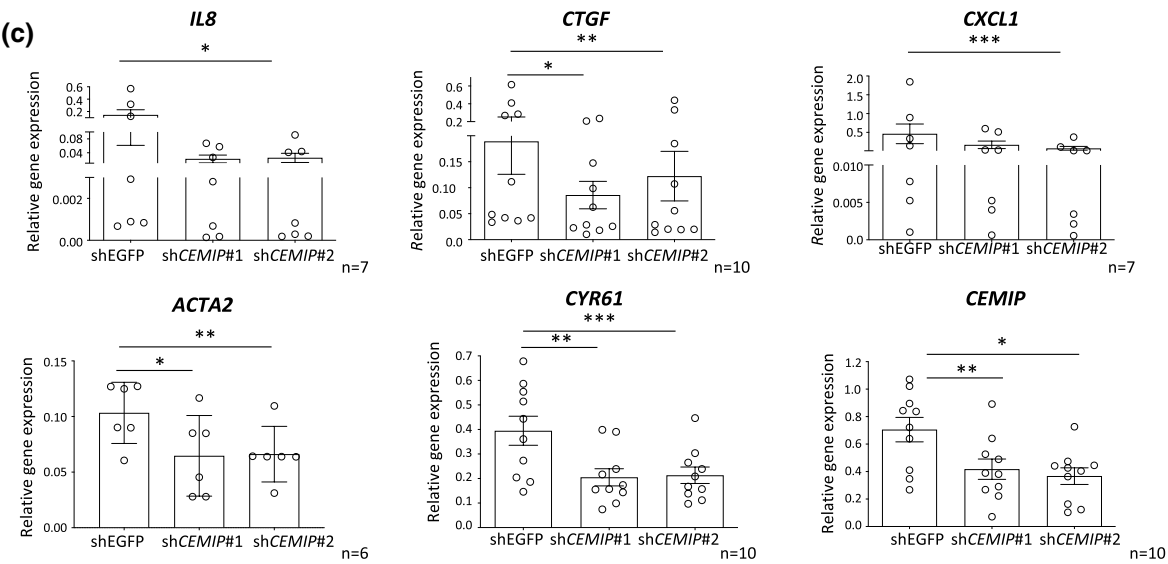 (c)
IL8
*
Relative gene expression
0.6
0.4
0.2
0.08
0.04
0.002
0.00
shEGFP shCEMIP#1 shCEMIP#2
n=7
CTGF
**
*
Relative gene expression
0.6
0.4
0.2
0.15
0.10
0.05
0.0
shEGFP shCEMIP#1 shCEMIP#2
n=10
CXCL1
***
Relative gene expression
2.0
1.5
1.0
0.5
0.010
0.005
0.0
shEGFP shCEMIP#1 shCEMIP#2
n=7
ACTA2
**
*
Relative gene expression
0.15
0.10
0.05
0.00
shEGFP shCEMIP#1 shCEMIP#2
n=6
CYR61
***
**
Relative gene expression
0.7
0.6
0.5
0.4
0.3
0.2
0.1
0.0
shEGFP shCEMIP#1 shCEMIP#2
n=10
CEMIP
*
**
Relative gene expression
1.2
1.0
0.8
0.6
0.4
0.2
0.0
shEGFP shCEMIP#1 shCEMIP#2
n=10